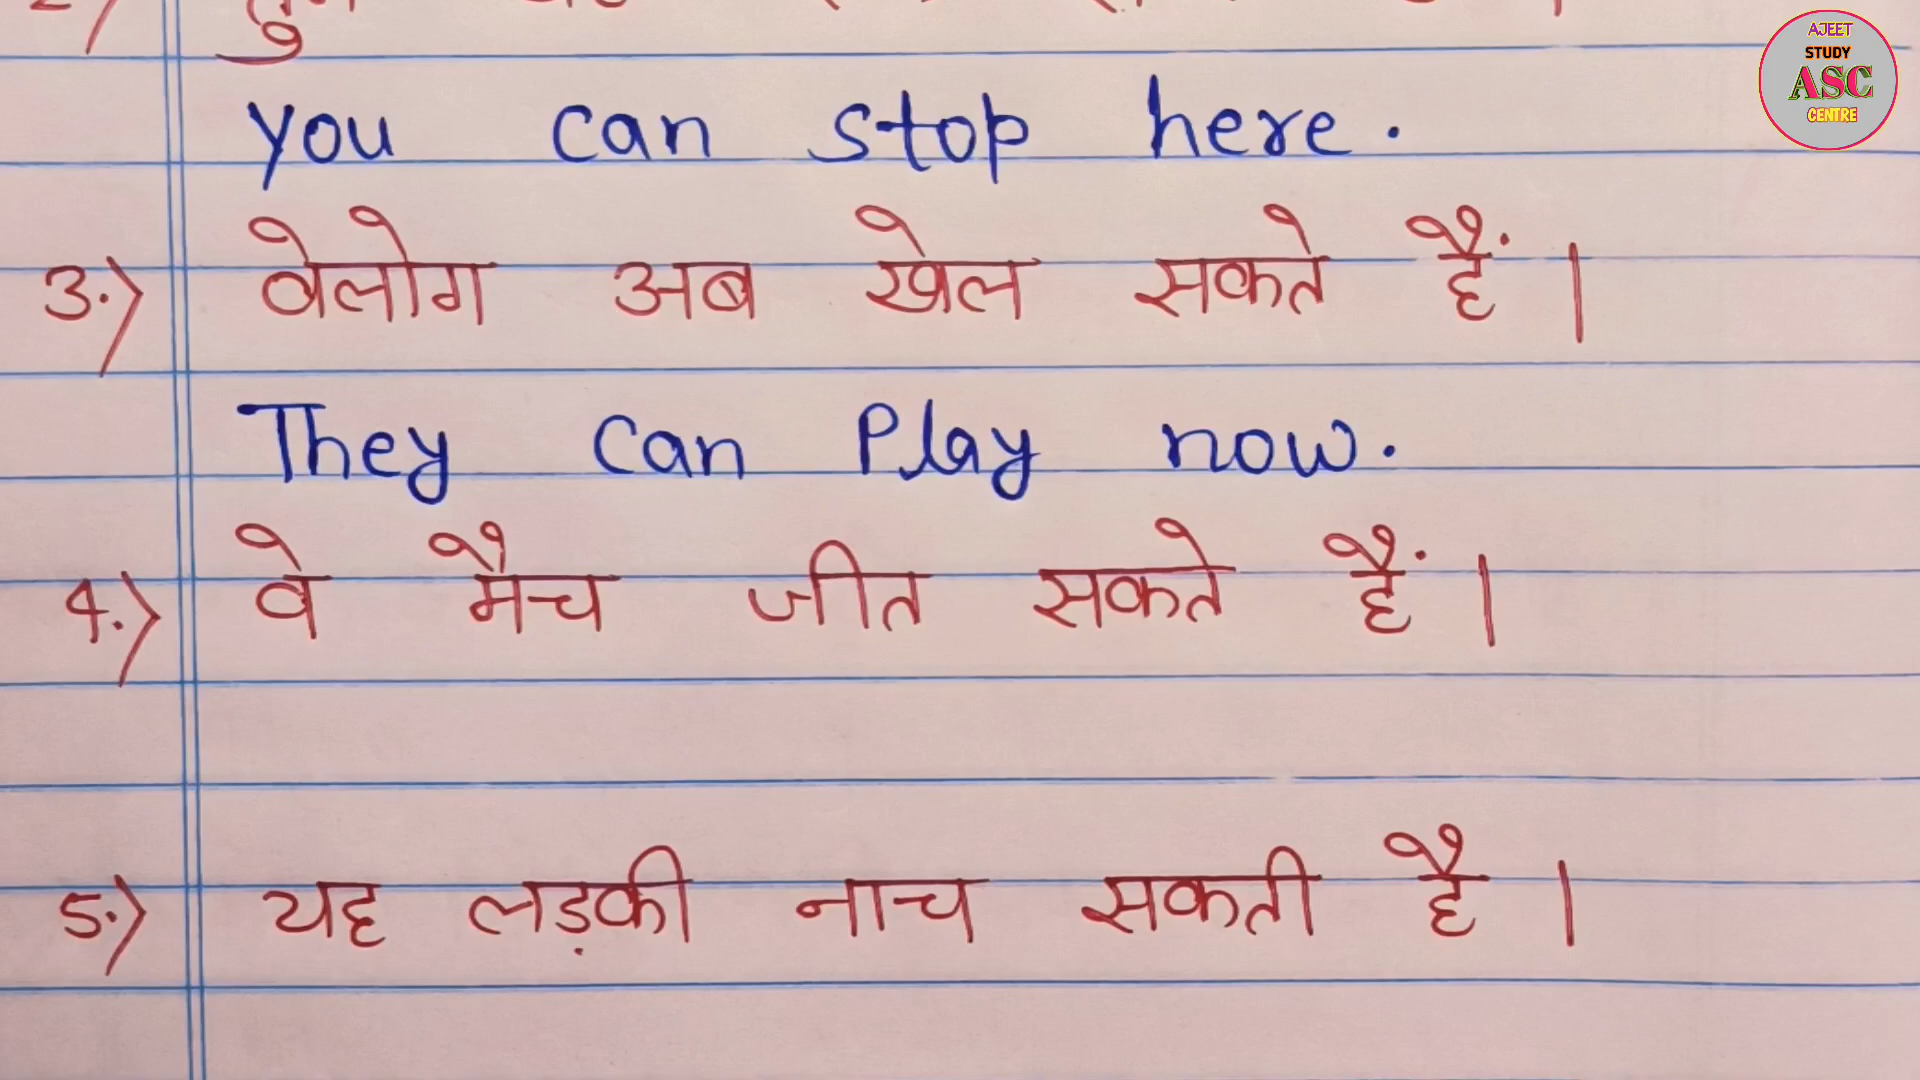 2)
you can stop here.
3.) वेलोग अब खेल सकते हैं।
They can Play now.
4.) वे मैच जीत सकते हैं।
5.) यह लड़की नाच सकती है।
AJEET
STUDY
ASC
CENTRE